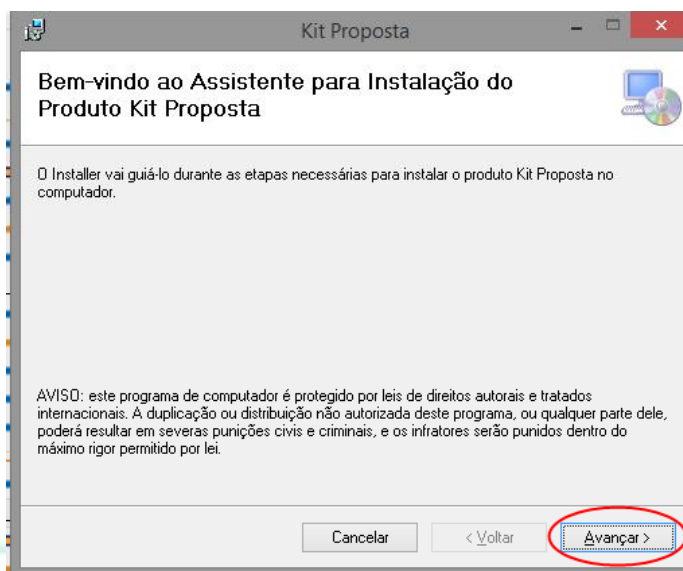 Kit Proposta
Bem-vindo ao Assistente para Instalação do
Produto Kit Proposta
O Installer vai guiá-lo durante as etapas necessárias para instalar o produto Kit Proposta no
computador.
AVISO: este programa de computador é protegido por leis de direitos autorais e tratados
internacionais. A duplicação ou distribuição não autorizada deste programa, ou qualquer parte dele,
poderá resultar em severas punições civis e criminais, e os infratores serão punidos dentro do
máximo rigor permitido por lei.
Cancelar < Voltar Avançar >